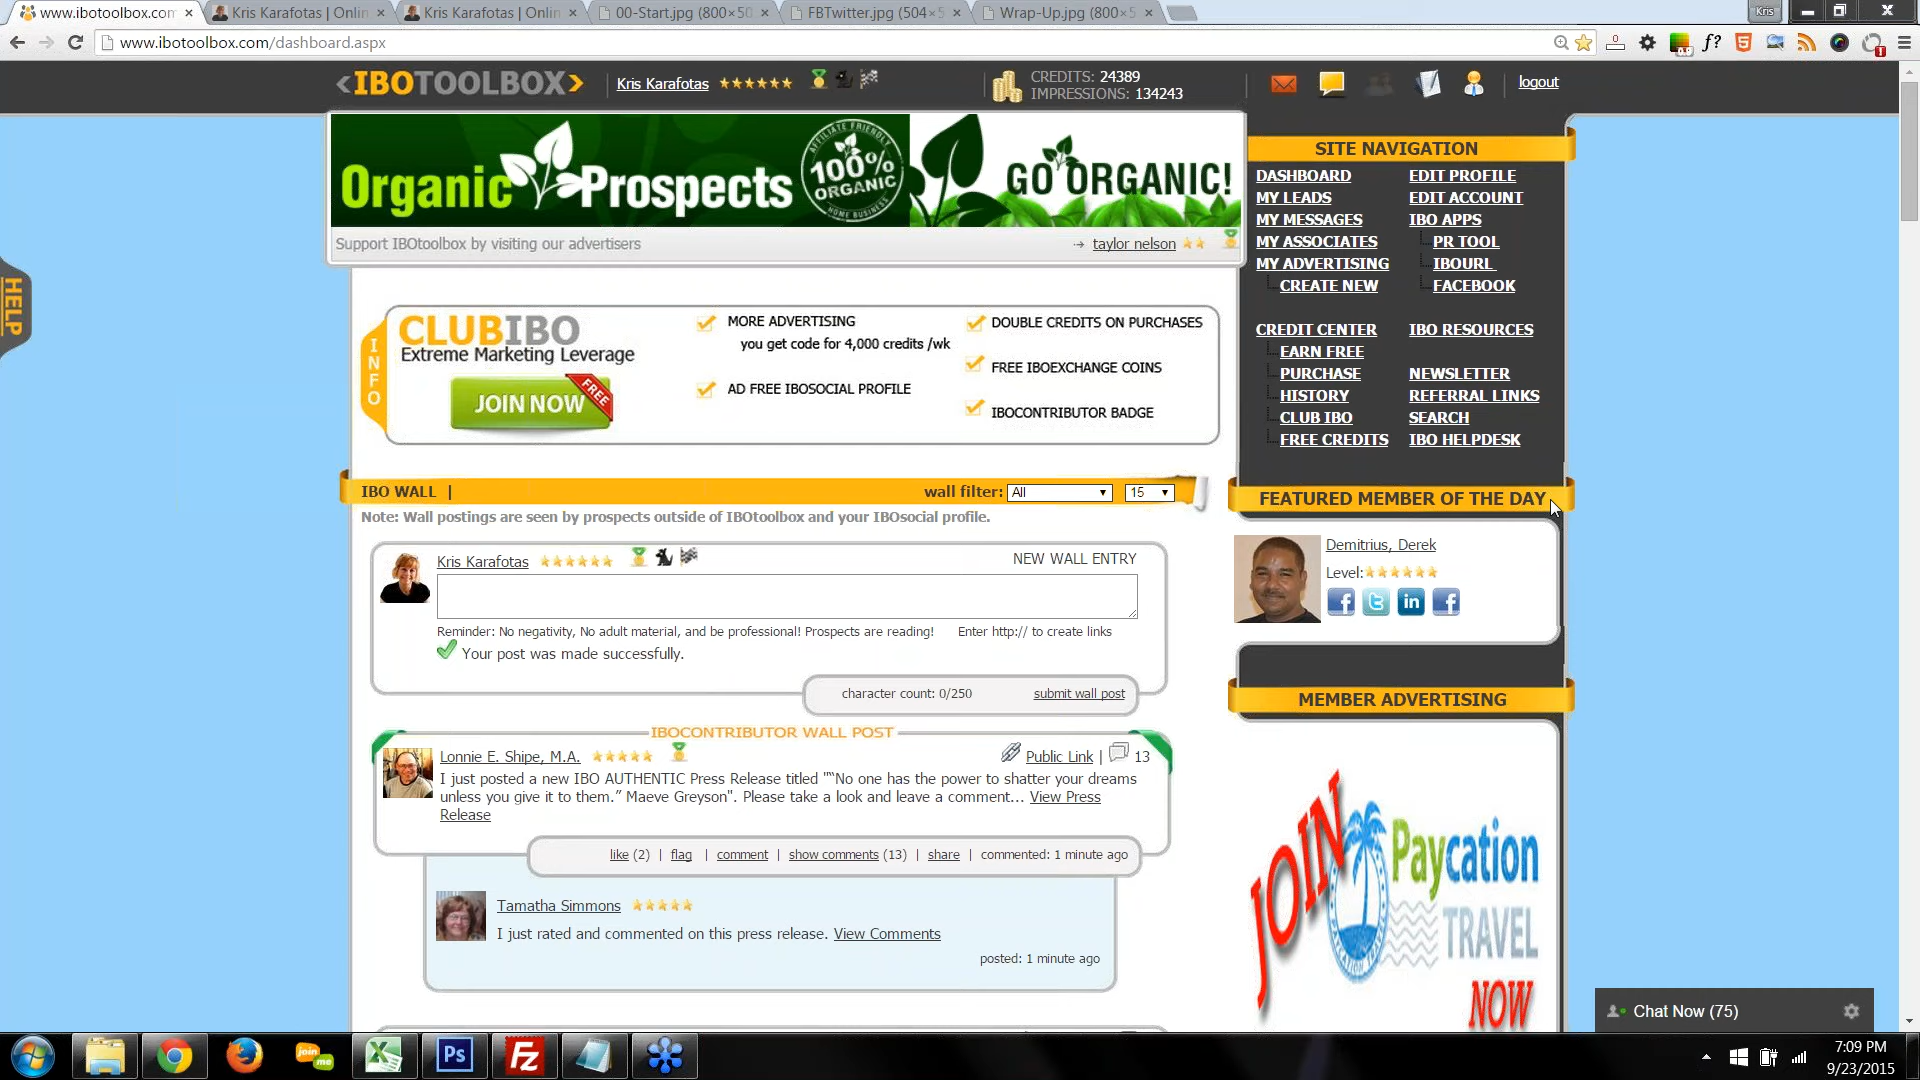 www.ibotoolbox.com
Kris Karafotas | Onlin
Kris Karafotas | Onlin
00-Start.jpg (800×50
FBTwitter.jpg (504×5
Wrap-Up.jpg (800×5
Kris
www.ibotoolbox.com/dashboard.aspx
<IBOTOOLBOX>
Kris Karafotas
CREDITS: 24389
IMPRESSIONS: 134243
logout
Organic Prospects
AFFILIATE FRIENDLY
100%
ORGANIC
HOME BUSINESS
GO ORGANIC!
Support IBOtoolbox by visiting our advertisers
taylor nelson
SITE NAVIGATION
DASHBOARD
EDIT PROFILE
MY LEADS
EDIT ACCOUNT
MY MESSAGES
IBO APPS
MY ASSOCIATES
PR TOOL
MY ADVERTISING
IBOURL
CREATE NEW
FACEBOOK
CREDIT CENTER
IBO RESOURCES
EARN FREE
PURCHASE
NEWSLETTER
HISTORY
REFERRAL LINKS
CLUB IBO
SEARCH
FREE CREDITS
IBO HELPDESK
HELP
INFO
CLUBIBO
Extreme Marketing Leverage
JOIN NOW
FREE
MORE ADVERTISING
you get code for 4,000 credits /wk
AD FREE IBOSOCIAL PROFILE
DOUBLE CREDITS ON PURCHASES
FREE IBOEXCHANGE COINS
IBOCONTRIBUTOR BADGE
IBO WALL |
wall filter: All 15
Note: Wall postings are seen by prospects outside of IBOtoolbox and your IBOsocial profile.
Kris Karafotas
NEW WALL ENTRY
Reminder: No negativity, No adult material, and be professional! Prospects are reading!
Enter http:// to create links
Your post was made successfully.
character count: 0/250
submit wall post
IBOCONTRIBUTOR WALL POST
Lonnie E. Shipe, M.A.
Public Link | 13
I just posted a new IBO AUTHENTIC Press Release titled "“No one has the power to shatter your dreams
unless you give it to them.” Maeve Greyson". Please take a look and leave a comment... View Press
Release
like (2) | flag | comment | show comments (13) | share | commented: 1 minute ago
Tamatha Simmons
I just rated and commented on this press release. View Comments
posted: 1 minute ago
FEATURED MEMBER OF THE DAY
Demitrius, Derek
Level:
MEMBER ADVERTISING
JOIN
Paycation
TRAVEL
NOW
Chat Now (75)
7:09 PM
9/23/2015